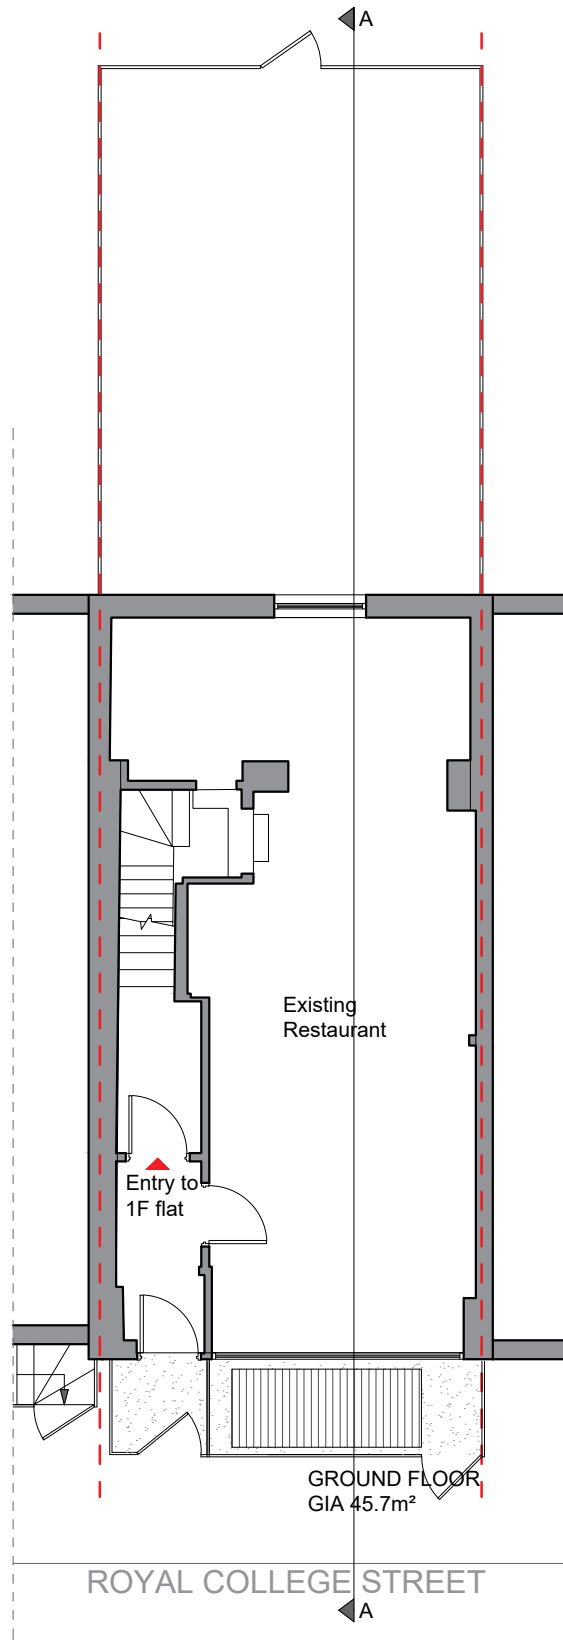 A
Existing
Restaurant
Entry to
1F flat
GROUND FLOOR
GIA 45.7m²
ROYAL COLLEGE STREET
A